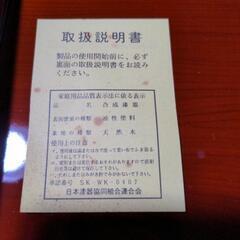 取扱説明書
製品の使用開始前に、必ず
裏面の取扱説明書をお読み
ください。
家庭用品品質表示法に依る表示
品名 合成漆器
表面塗装の種類 油性塗料
素地の種類 天然木
使用上の注意
承認番号 SK-WK-0407
日本漆器協同組合連合会